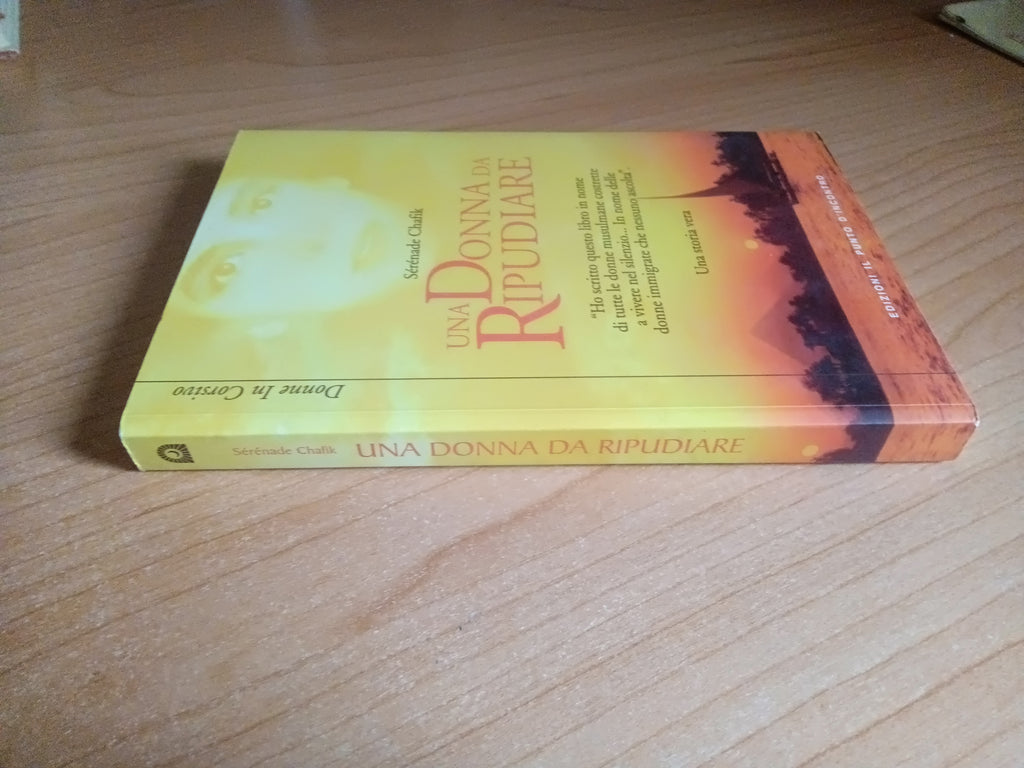 Sérénade Chafik
UNA DONNA DA
RIPUDIARE
"Ho scritto questo libro in nome
di tutte le donne musulmane costrette
a vivere nel silenzio... In nome delle
donne immigrate che nessuno ascolta".
Una storia vera
EDIZIONI IL PUNTO D'INCONTRO
Donne In Corsivo
Sérénade Chafik UNA DONNA DA RIPUDIARE